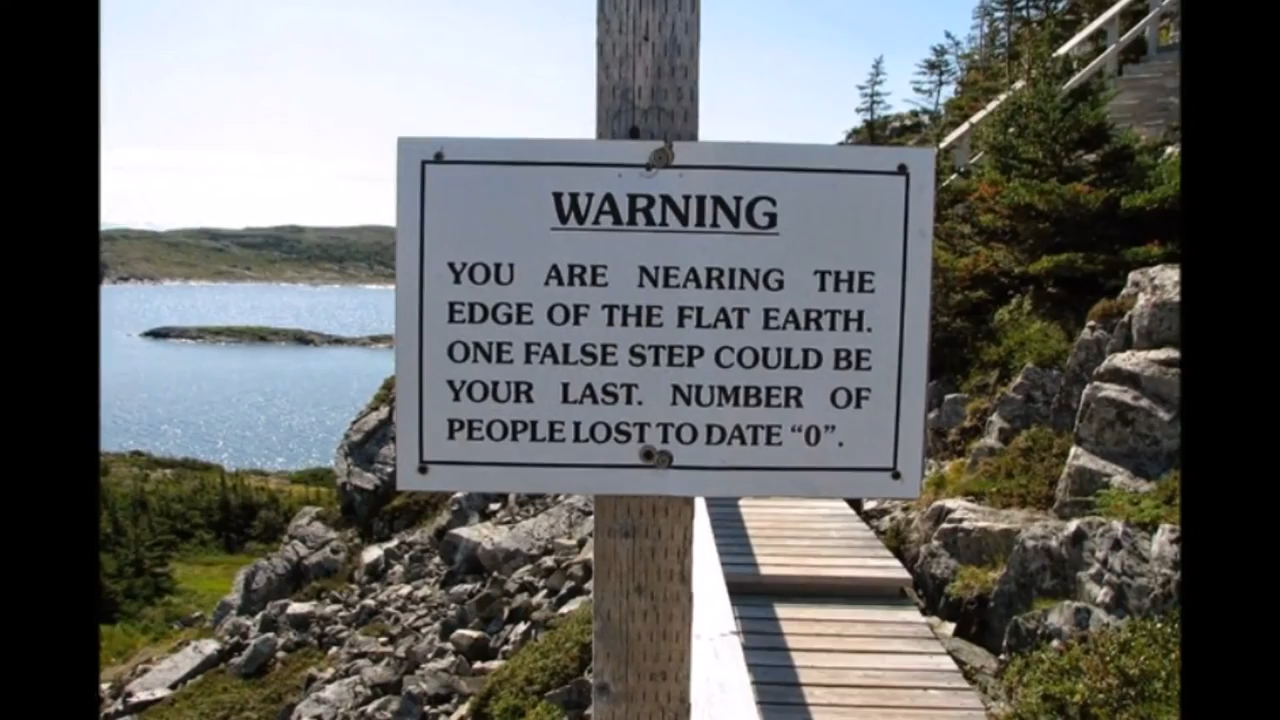 WARNING
YOU ARE NEARING THE
EDGE OF THE FLAT EARTH.
ONE FALSE STEP COULD BE
YOUR LAST. NUMBER OF
PEOPLE LOST TO DATE “0”.